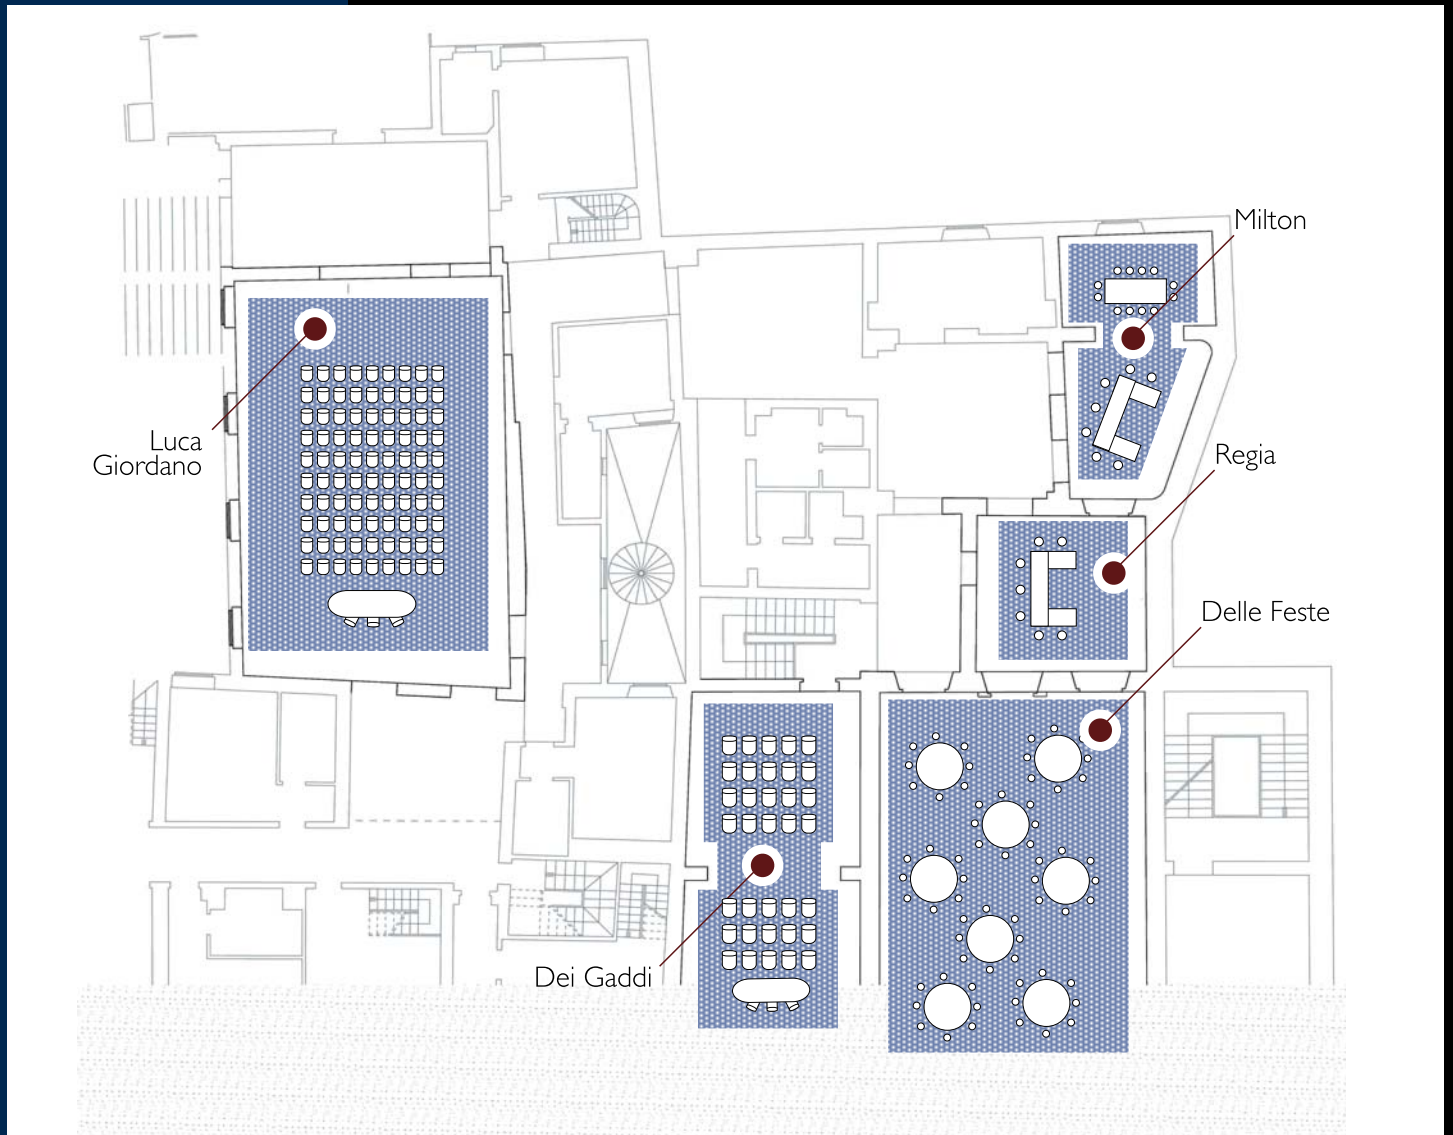 Milton
Luca
Giordano
Regia
Delle Feste
Dei Gaddi